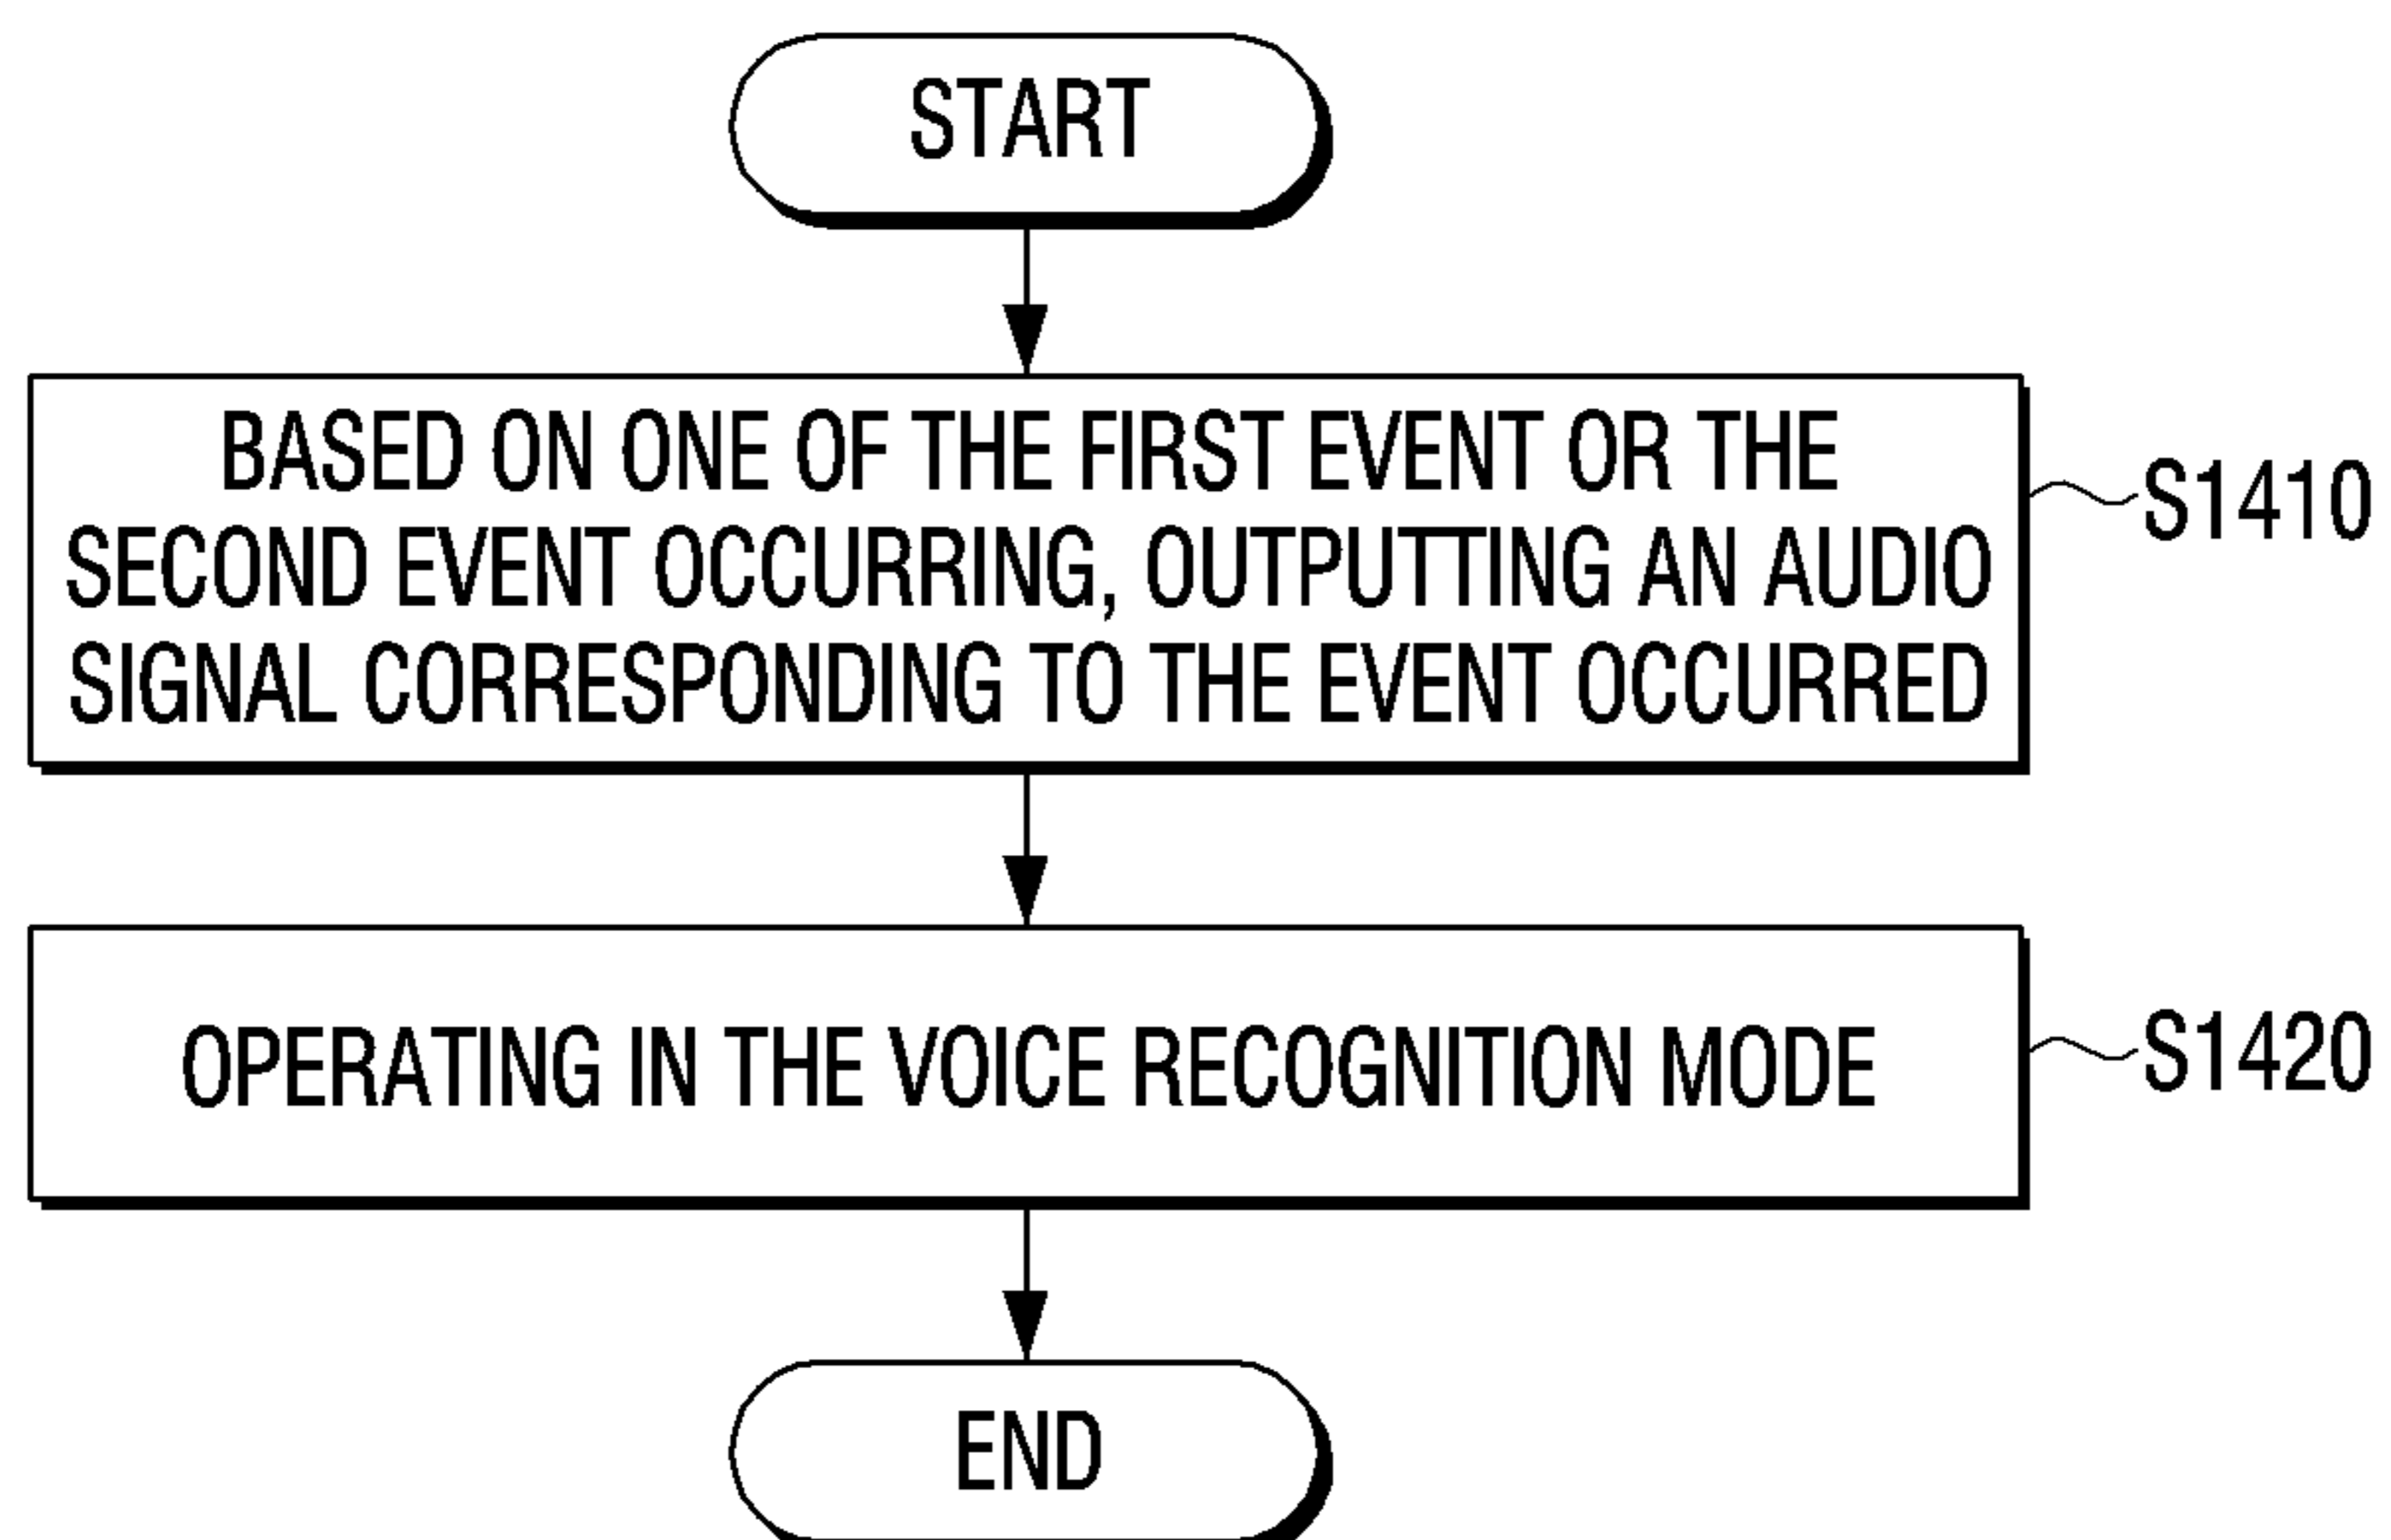 START
BASED ON ONE OF THE FIRST EVENT OR THE
SECOND EVENT OCCURRING, OUTPUTTING AN AUDIO
SIGNAL CORRESPONDING TO THE EVENT OCCURRED
S1410
OPERATING IN THE VOICE RECOGNITION MODE
S1420
END